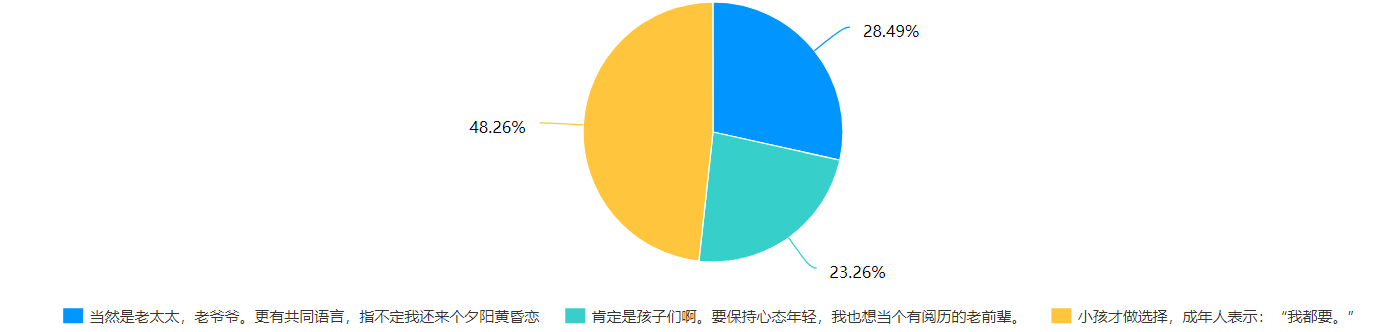 28.49%
48.26%
23.26%
当然是老太太，老爷爷。更有共同语言，指不定我还来个夕阳黄昏恋
肯定是孩子们啊。要保持心态年轻，我也想当个有阅历的老前辈。
小孩才做选择，成年人表示：“我都要。”